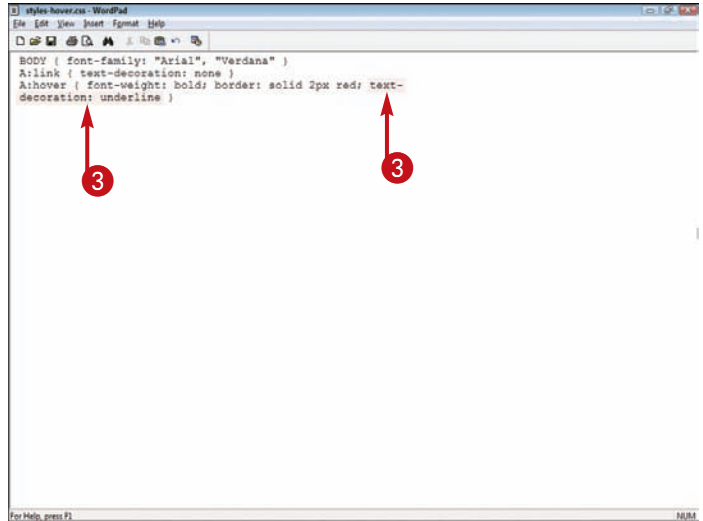 styles-hover.css - WordPad
File Edit View Insert Format Help
BODY { font-family: "Arial", "Verdana" }
A:link { text-decoration: none }
A:hover { font-weight: bold; border: solid 2px red; text-
decoration: underline }
3 3
For Help, press F1 NUM